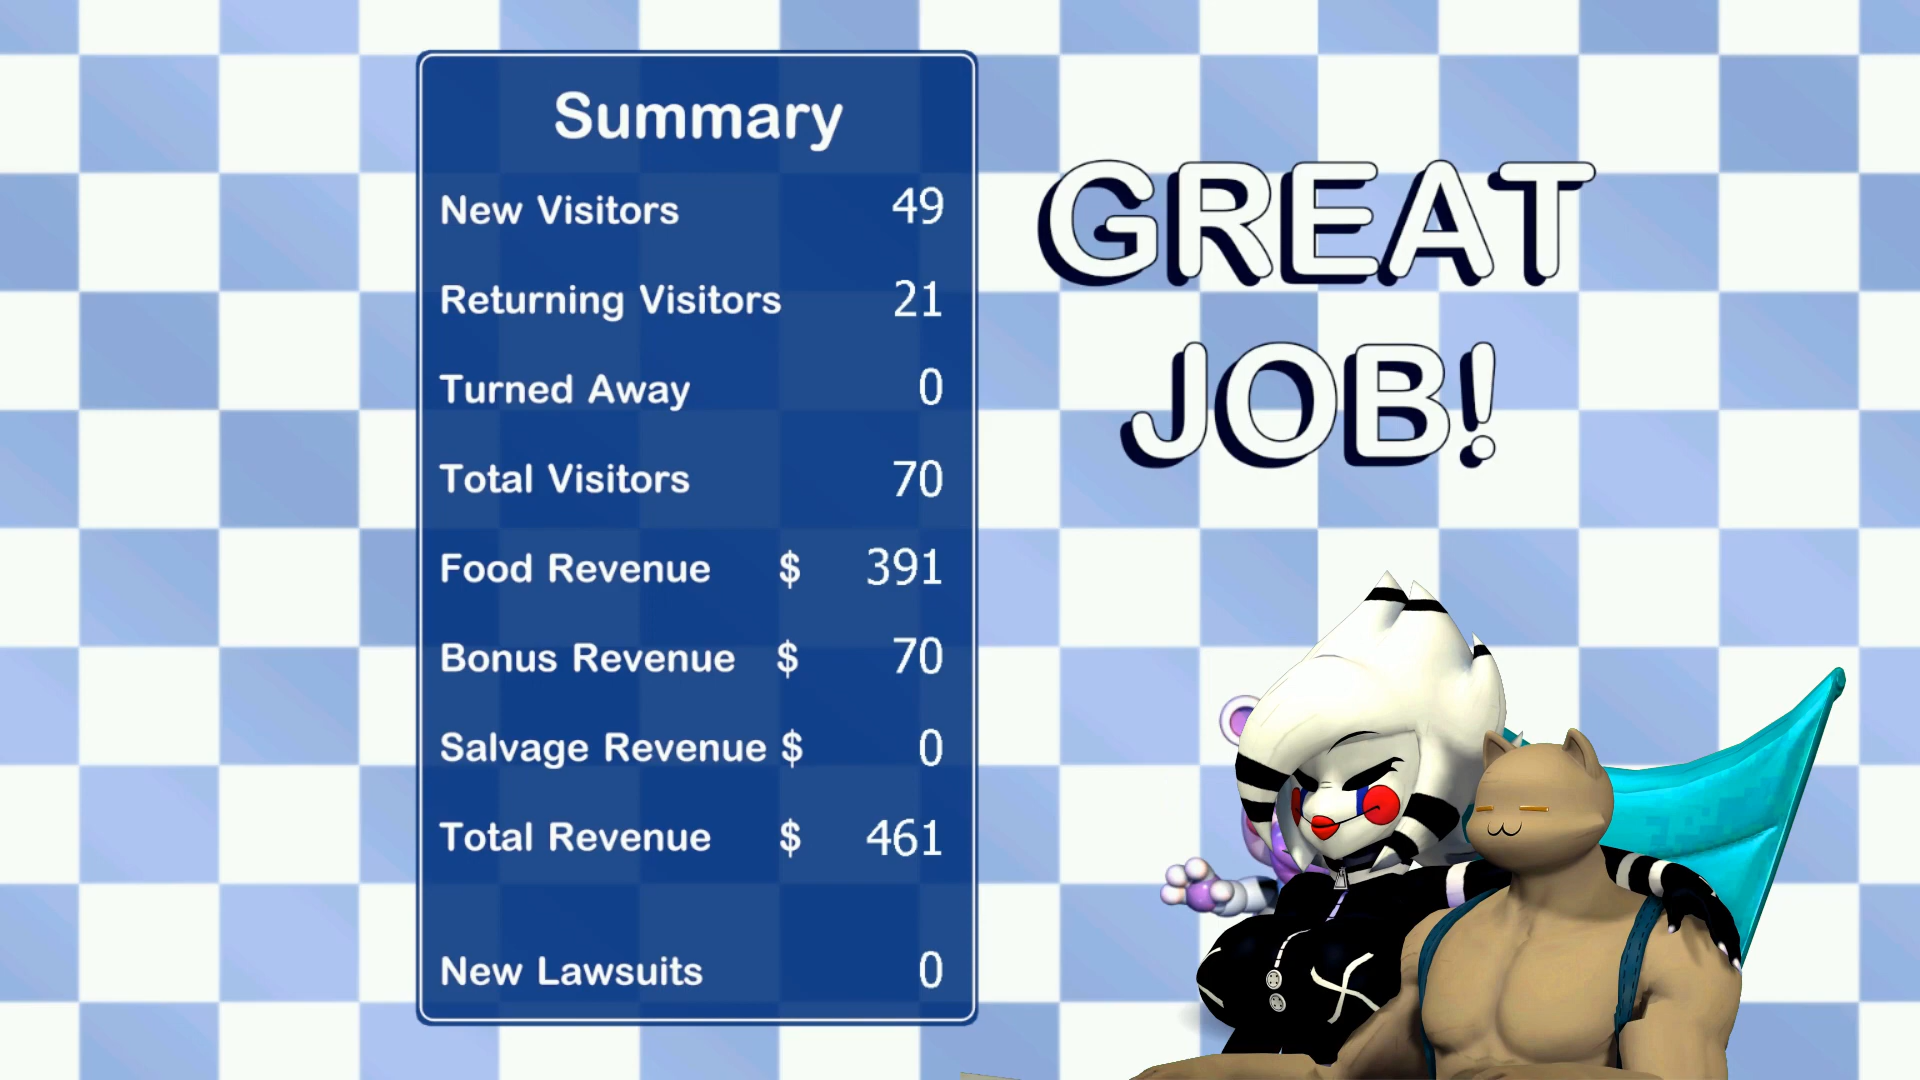 Summary
New Visitors 49
Returning Visitors 21
Turned Away 0
Total Visitors 70
Food Revenue $ 391
Bonus Revenue $ 70
Salvage Revenue $ 0
Total Revenue $ 461
New Lawsuits 0
GREAT
JOB!